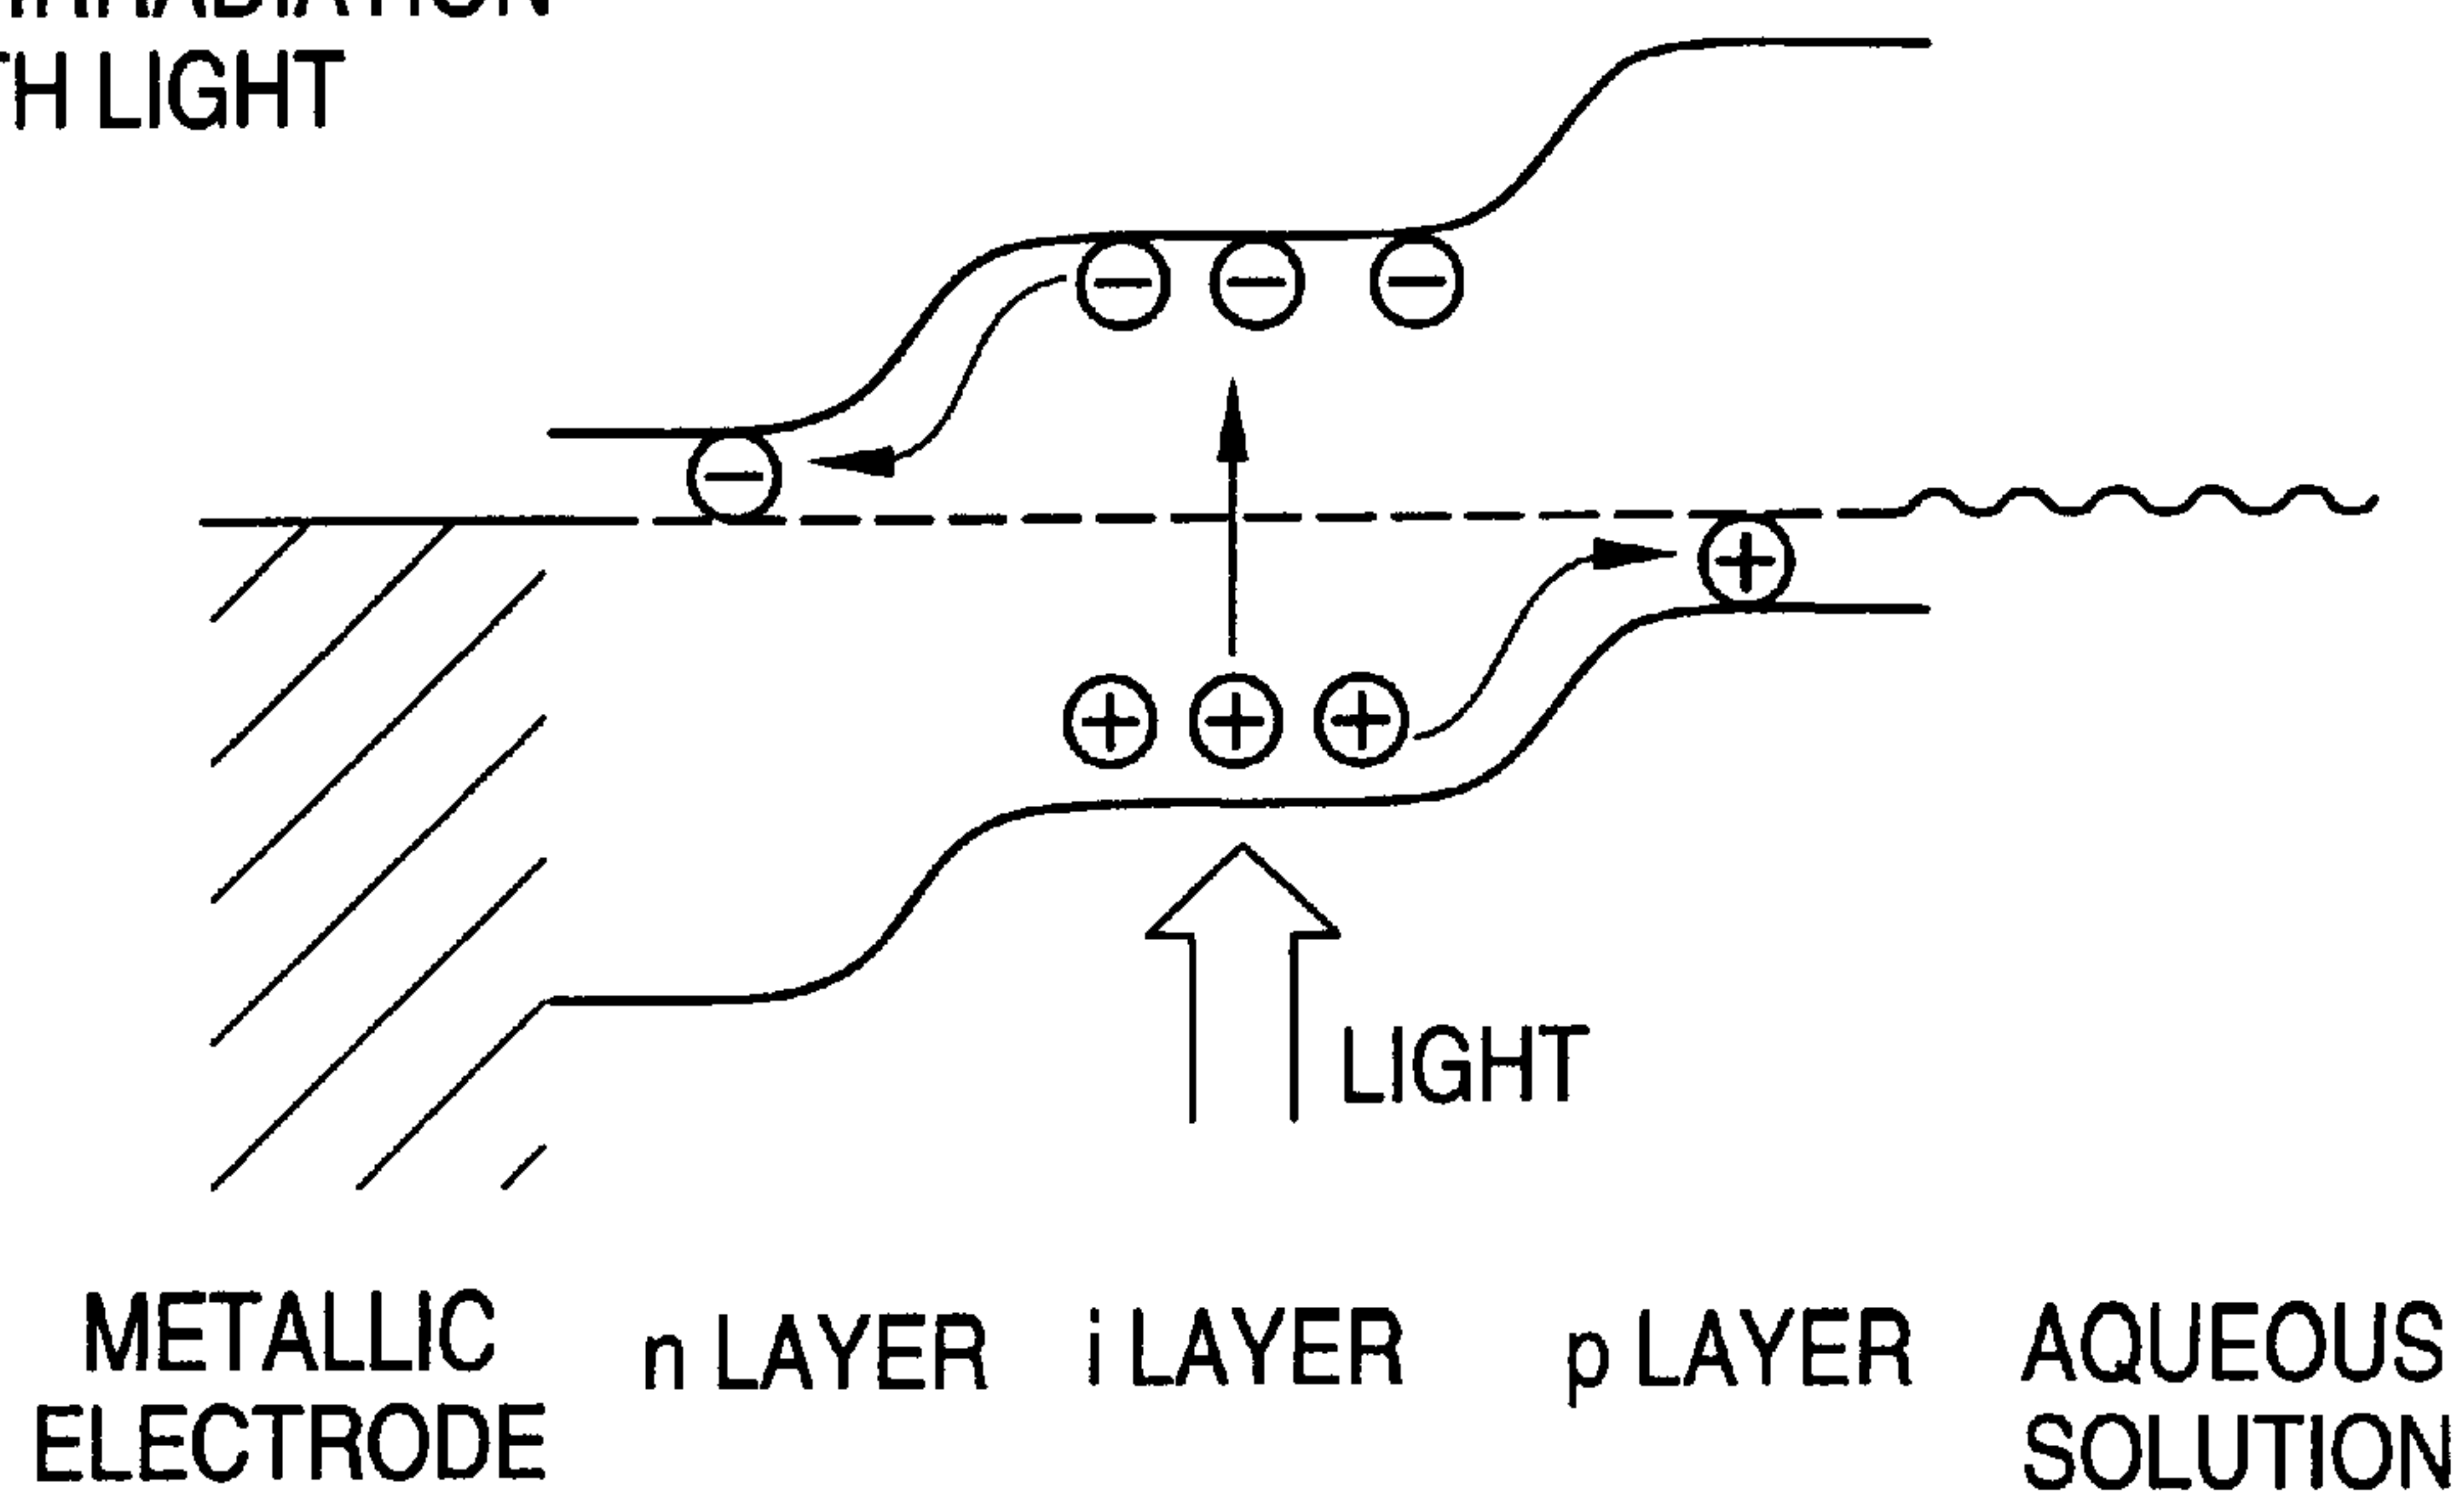 TH LIGHT
LIGHT
METALLIC
ELECTRODE
n LAYER
i LAYER
p LAYER
AQUEOUS
SOLUTION